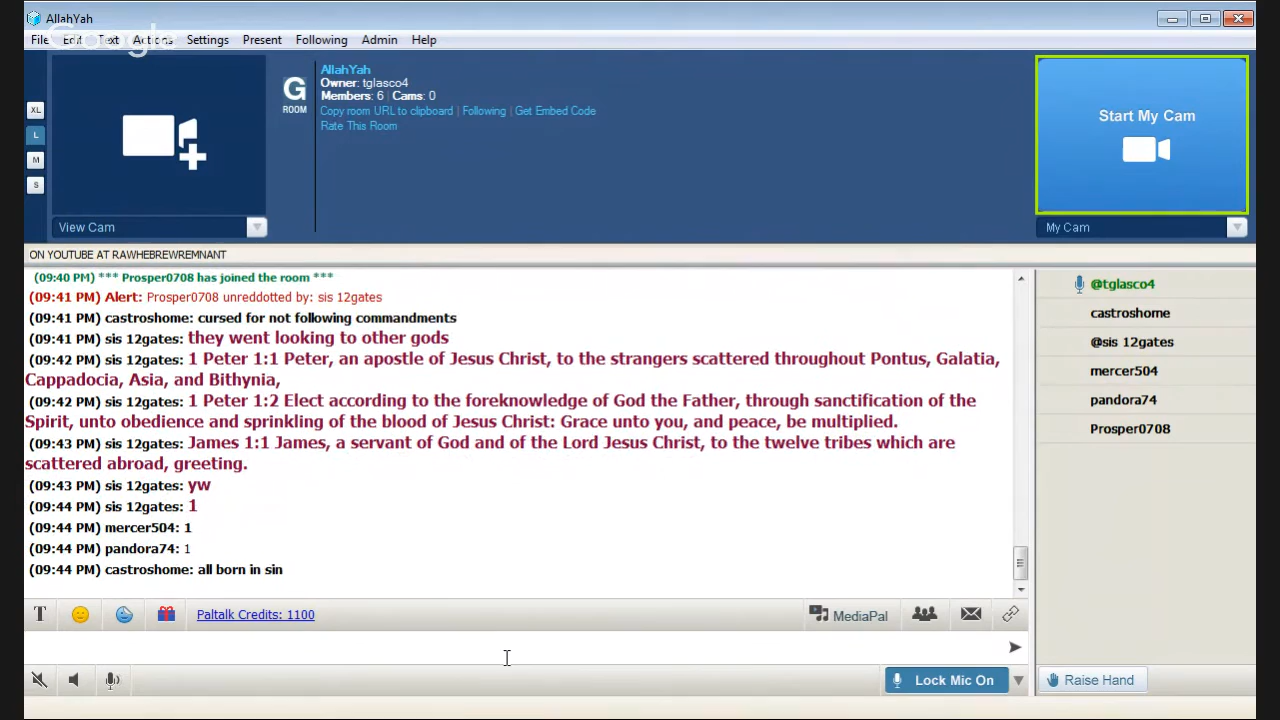 AllahYah
Google
File Edit Text Actions Settings Present Following Admin Help
XL
L
M
S
View Cam
G
ROOM
AllahYah
Owner: tglasco4
Members: 6 | Cams: 0
Copy room URL to clipboard | Following | Get Embed Code
Rate This Room
Start My Cam
My Cam
ON YOUTUBE AT RAWHEBREWREMNANT
(09:40 PM) *** Prosper0708 has joined the room ***
(09:41 PM) Alert: Prosper0708 unreddotted by: sis 12gates
(09:41 PM) castroshome: cursed for not following commandments
(09:41 PM) sis 12gates: they went looking to other gods
(09:42 PM) sis 12gates: 1 Peter 1:1 Peter, an apostle of Jesus Christ, to the strangers scattered throughout Pontus, Galatia,
Cappadocia, Asia, and Bithynia,
(09:42 PM) sis 12gates: 1 Peter 1:2 Elect according to the foreknowledge of God the Father, through sanctification of the
Spirit, unto obedience and sprinkling of the blood of Jesus Christ: Grace unto you, and peace, be multiplied.
(09:43 PM) sis 12gates: James 1:1 James, a servant of God and of the Lord Jesus Christ, to the twelve tribes which are
scattered abroad, greeting.
(09:43 PM) sis 12gates: yw
(09:44 PM) sis 12gates: 1
(09:44 PM) mercer504: 1
(09:44 PM) pandora74: 1
(09:44 PM) castroshome: all born in sin
@tglasco4
castroshome
@sis 12gates
mercer504
pandora74
Prosper0708
T
Paltalk Credits: 1100
MediaPal
Lock Mic On
Raise Hand